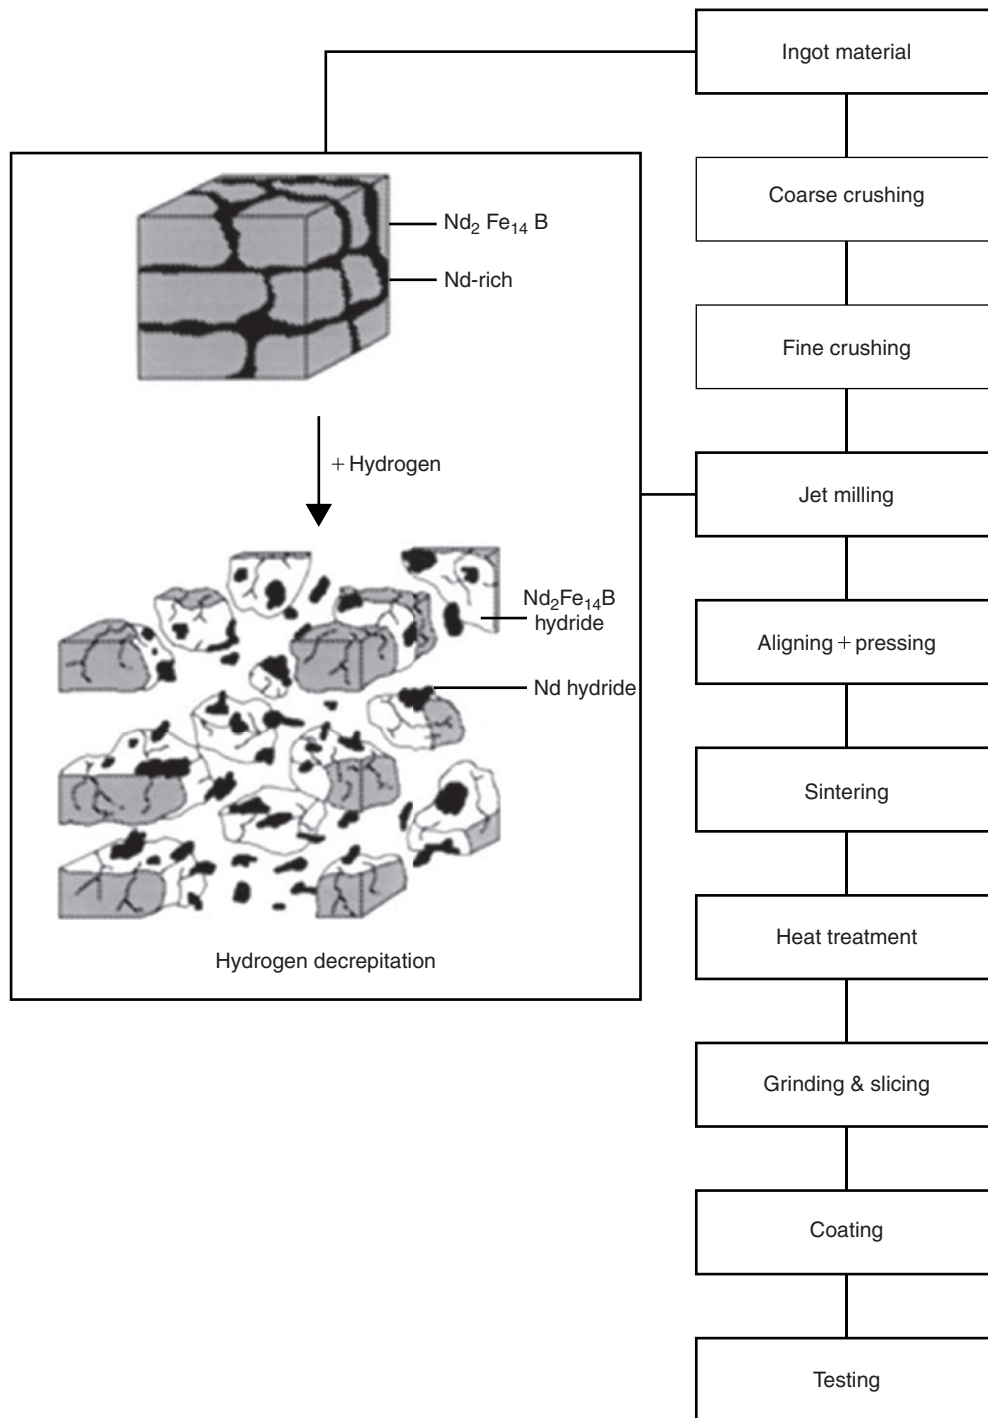 Ingot material
Coarse crushing
Fine crushing
Jet milling
Aligning + pressing
Sintering
Heat treatment
Grinding & slicing
Coating
Testing
Nd₂ Fe₁₄ B
Nd-rich
+ Hydrogen
Nd₂Fe₁₄B
hydride
Nd hydride
Hydrogen decrepitation